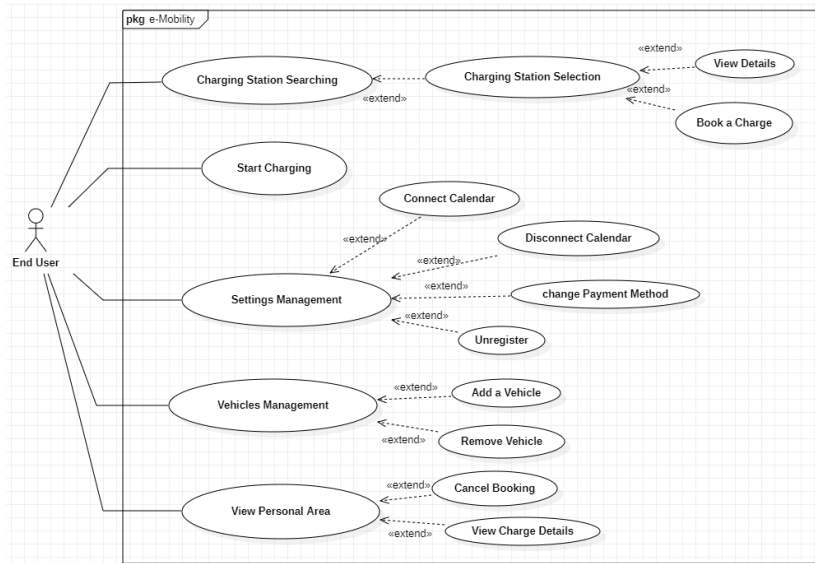 pkg e-Mobility
«extend»
View Details
Charging Station Searching
Charging Station Selection
«extend»
«extend»
Book a Charge
Start Charging
Connect Calendar
«extend»
Disconnect Calendar
End User
«extend»
«extend»
Settings Management
change Payment Method
«extend»
Unregister
«extend»
Add a Vehicle
Vehicles Management
«extend»
Remove Vehicle
«extend»
Cancel Booking
View Personal Area
«extend»
View Charge Details